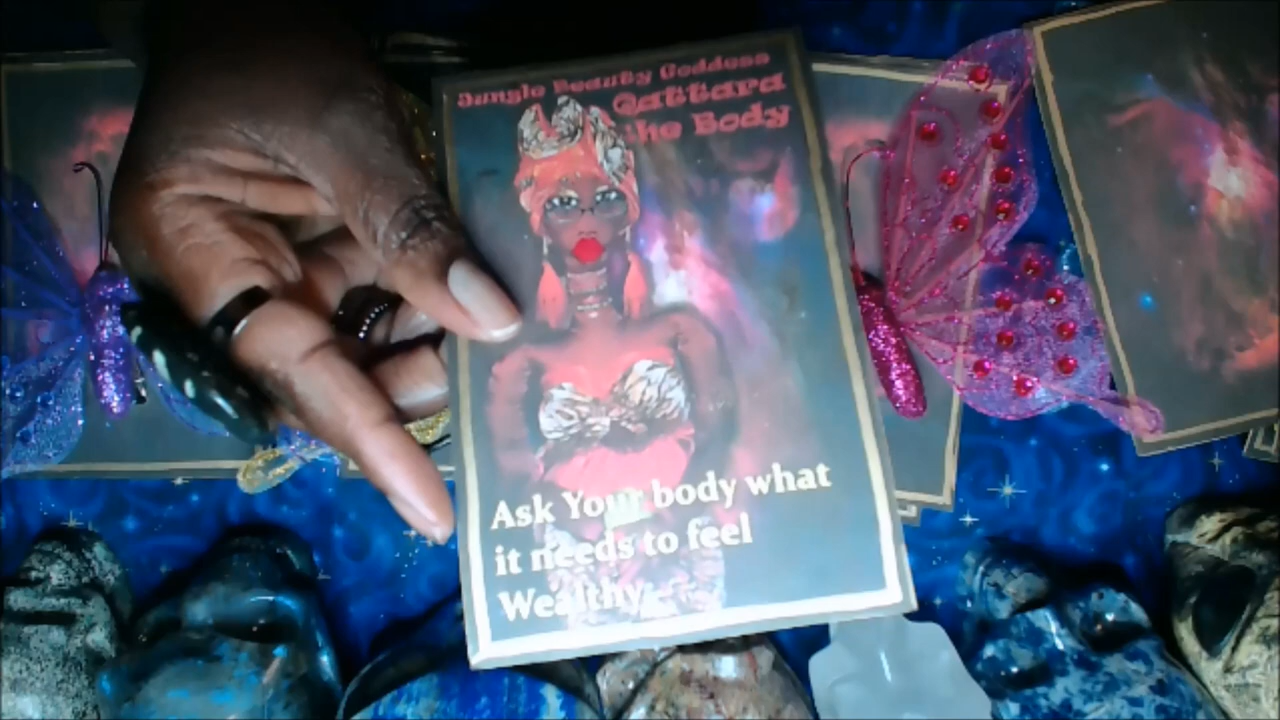 Jungle Beauty Goddess
Qattara
the Body
Ask Your body what
it needs to feel
Wealthy